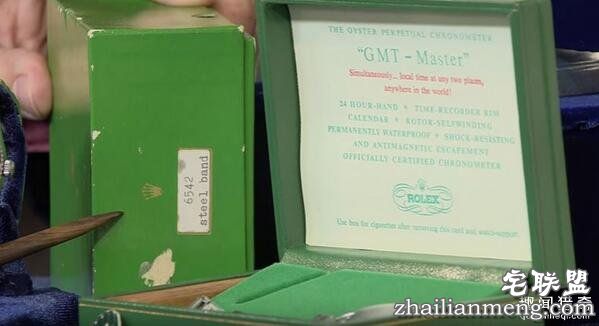 6542
steel band
THE OYSTER PERPETUAL CHRONOMETER
"GMT - Master"
Simultaneously... local time at any two places,
anywhere in the world!
24 HOUR-HAND + TIME-RECORDER RIM
CALENDAR + ROTOR-SELFWINDING
PERMANENTLY WATERPROOF + SHOCK-RESISTING
AND ANTIMAGNETIC ESCAPEMENT
OFFICIALLY CERTIFIED CHRONOMETER
ROLEX
Use box for cigarettes after removing this card and watch-support.
宅联盟
zhailianmeng.com